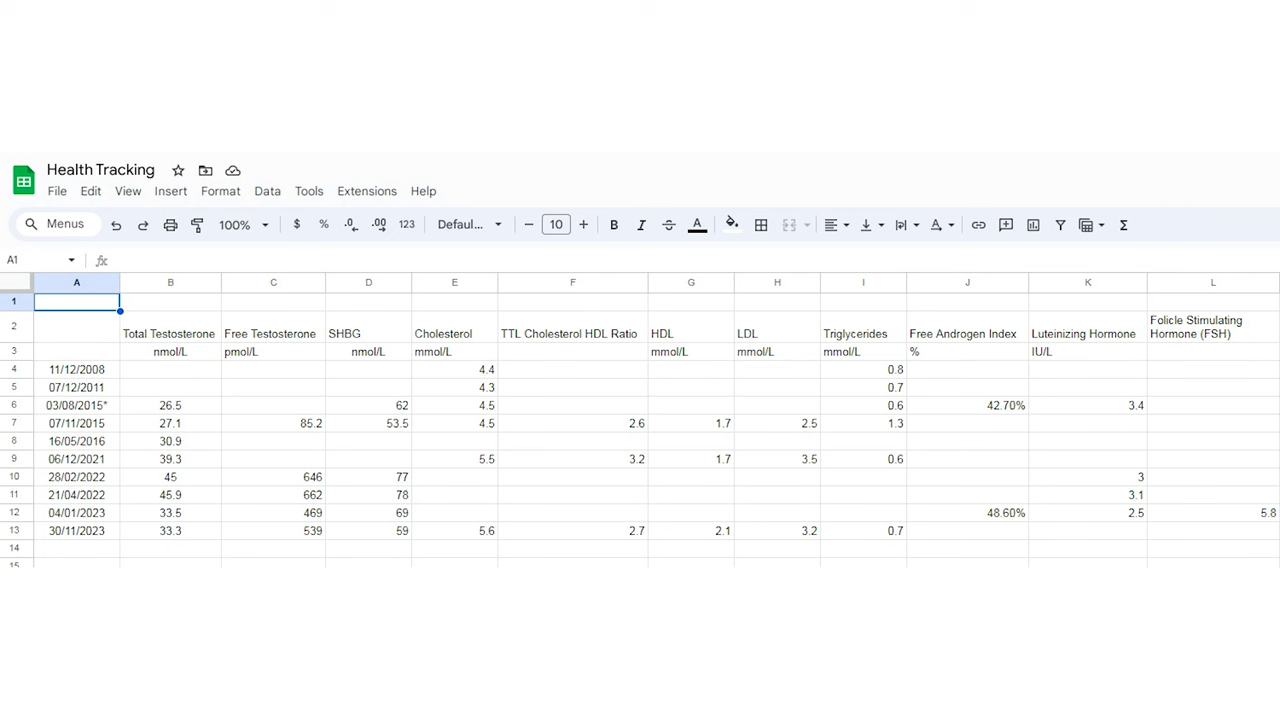 Health Tracking
File Edit View Insert Format Data Tools Extensions Help
Menus 100% $ % .0 .00 123 Defaul... − 10 + B I A A Σ
A1 fx
A B C D E F G H I J K L
1
2 Total Testosterone Free Testosterone SHBG Cholesterol TTL Cholesterol HDL Ratio HDL LDL Triglycerides Free Androgen Index Luteinizing Hormone Folicle Stimulating
Hormone (FSH)
3 nmol/L pmol/L nmol/L mmol/L mmol/L mmol/L mmol/L % IU/L
4 11/12/2008 4.4 0.8
5 07/12/2011 4.3 0.7
6 03/08/2015* 26.5 62 4.5 0.6 42.70% 3.4
7 07/11/2015 27.1 85.2 53.5 4.5 2.6 1.7 2.5 1.3
8 16/05/2016 30.9
9 06/12/2021 39.3 5.5 3.2 1.7 3.5 0.6
10 28/02/2022 45 646 77 3
11 21/04/2022 45.9 662 78 3.1
12 04/01/2023 33.5 469 69 48.60% 2.5 5.8
13 30/11/2023 33.3 539 59 5.6 2.7 2.1 3.2 0.7
14
15